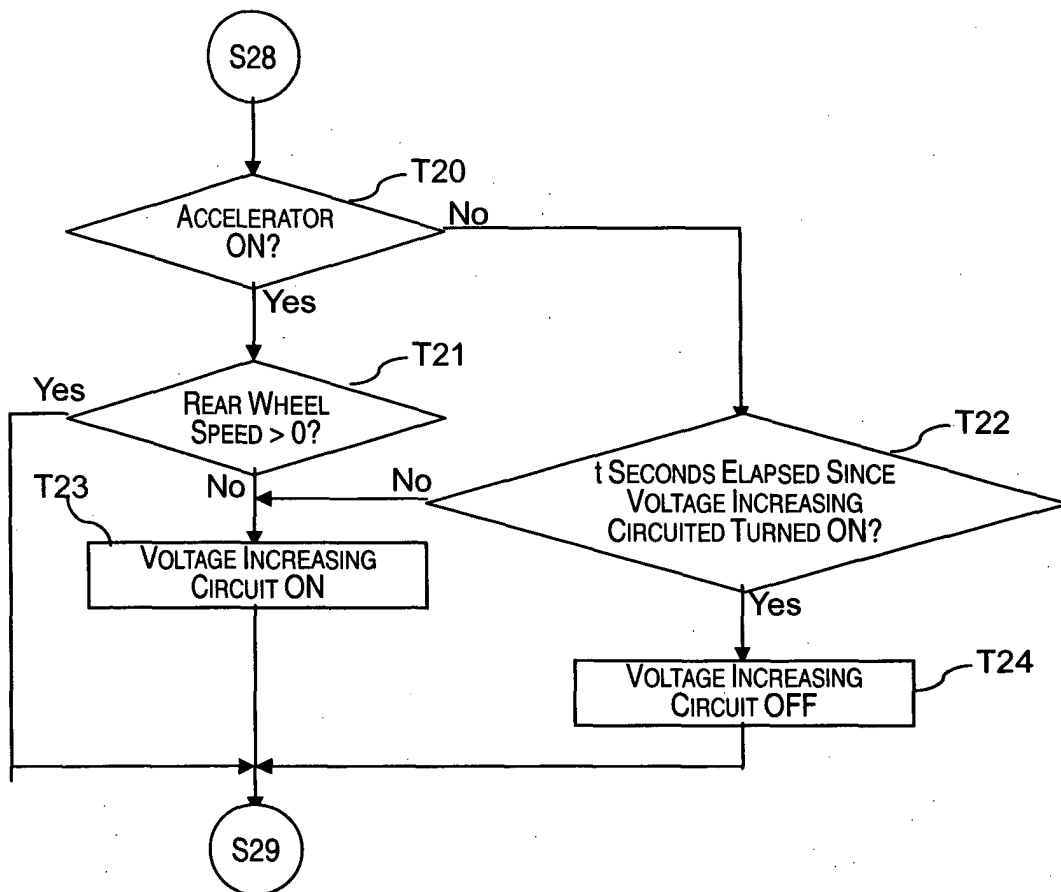 S28
T20
ACCELERATOR
ON?
No
Yes
T21
Yes
REAR WHEEL
SPEED > 0?
No
T22
No
t SECONDS ELAPSED SINCE
VOLTAGE INCREASING
CIRCUITED TURNED ON?
T23
VOLTAGE INCREASING
CIRCUIT ON
Yes
T24
VOLTAGE INCREASING
CIRCUIT OFF
S29